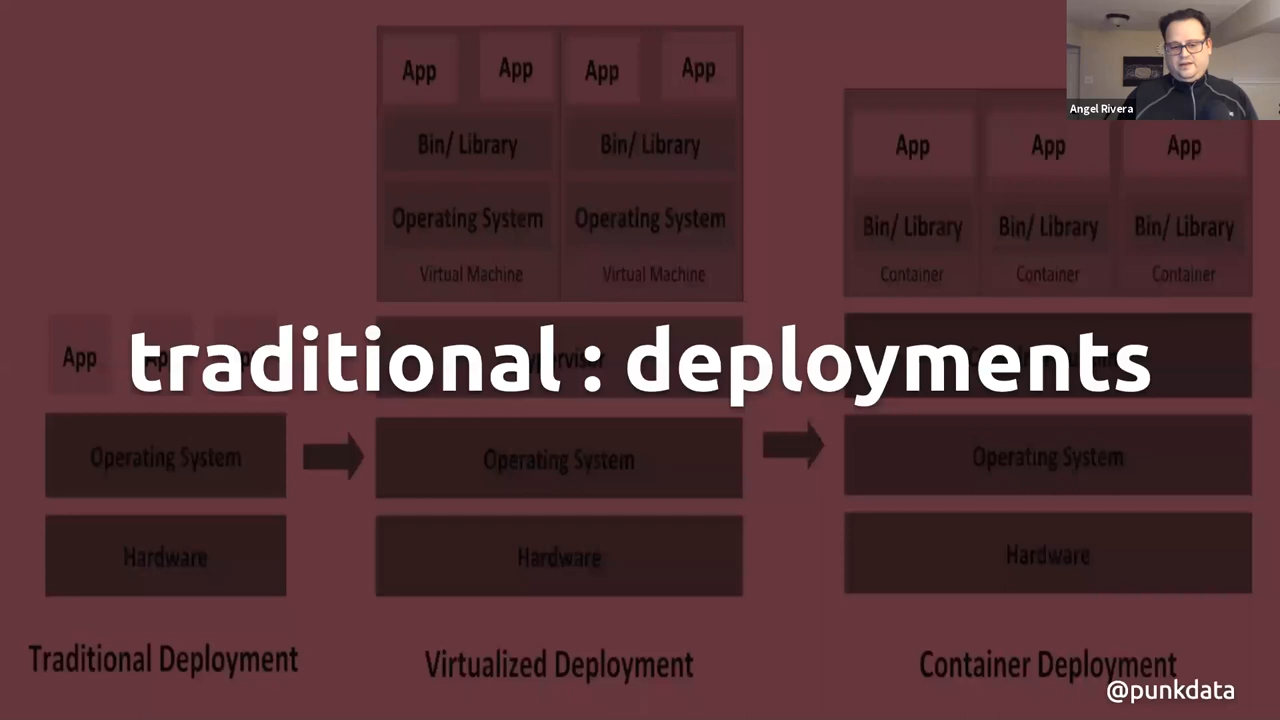 App
App
App
App
Angel Rivera
App
App
App
Bin/ Library
Bin/ Library
Operating System
Operating System
Bin/ Library
Bin/ Library
Bin/ Library
Virtual Machine
Virtual Machine
Container
Container
Container
App
traditional : deployments
Operating System
Operating System
Operating System
Hardware
Hardware
Hardware
Traditional Deployment
Virtualized Deployment
Container Deployment
@punkdata